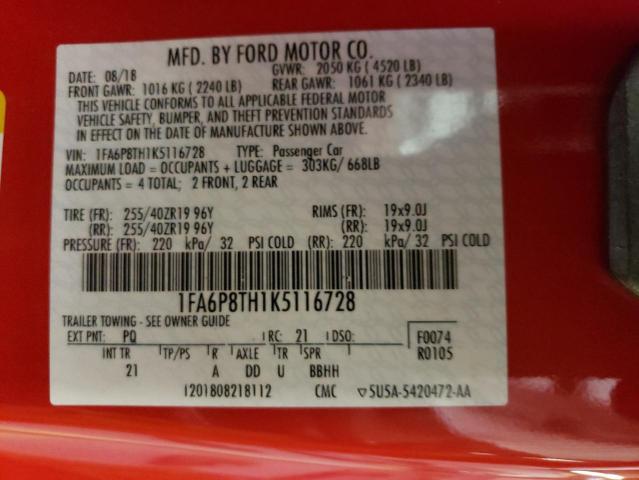 MFD. BY FORD MOTOR CO.
DATE: 08/18 GVWR: 2050 KG ( 4520 LB)
FRONT GAWR: 1016 KG ( 2240 LB) REAR GAWR: 1061 KG ( 2340 LB)
THIS VEHICLE CONFORMS TO ALL APPLICABLE FEDERAL MOTOR
VEHICLE SAFETY, BUMPER, AND THEFT PREVENTION STANDARDS
IN EFFECT ON THE DATE OF MANUFACTURE SHOWN ABOVE.
VIN: 1FA6P8TH1K5116728 TYPE: Passenger Car
MAXIMUM LOAD = OCCUPANTS + LUGGAGE = 303KG/ 668LB
OCCUPANTS = 4 TOTAL; 2 FRONT, 2 REAR
TIRE (FR): 255/40ZR19 96Y RIMS (FR): 19x9.0J
(RR): 255/40ZR19 96Y (RR): 19x9.0J
PRESSURE (FR): 220 kPa/ 32 PSI COLD (RR): 220 kPa/ 32 PSI COLD
1FA6P8TH1K5116728
TRAILER TOWING - SEE OWNER GUIDE
EXT PNT: PQ RC: 21 DSO: F0074
INT TR TP/PS R AXLE TR SPR R0105
21 A DD U BBHH
1201808218112 CMC ▽5U5A-5420472-AA